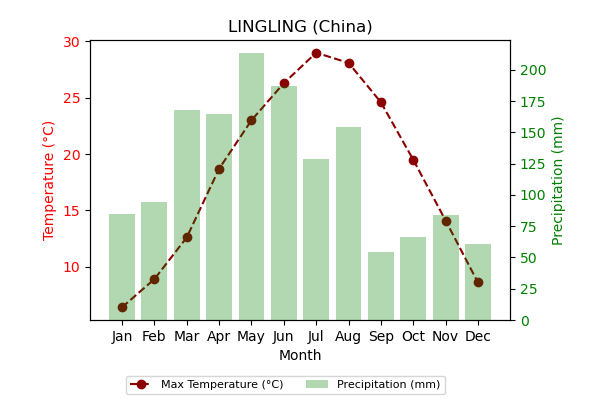 LINGLING (China)
30
25
20
15
10
Temperature (°C)
200
175
150
125
100
75
50
25
0
Precipitation (mm)
Jan Feb Mar Apr May Jun Jul Aug Sep Oct Nov Dec
Month
Max Temperature (°C) Precipitation (mm)